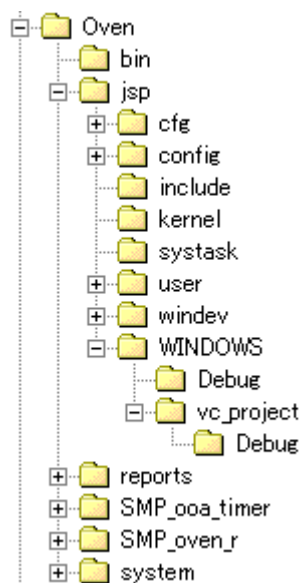 Oven
bin
jsp
cfg
config
include
kernel
systask
user
windev
WINDOWS
Debug
vc_project
Debug
reports
SMP_ooa_timer
SMP_oven_r
system